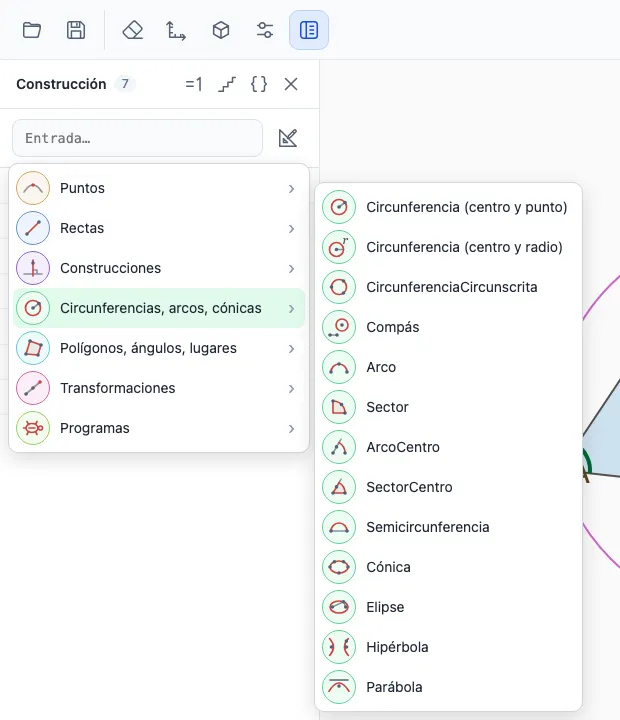 Construcción 7
=1
{}
Entrada…
Puntos
Rectas
Construcciones
Circunferencias, arcos, cónicas
Polígonos, ángulos, lugares
Transformaciones
Programas
Circunferencia (centro y punto)
Circunferencia (centro y radio)
CircunferenciaCircunscrita
Compás
Arco
Sector
ArcoCentro
SectorCentro
Semicircunferencia
Cónica
Elipse
Hipérbola
Parábola